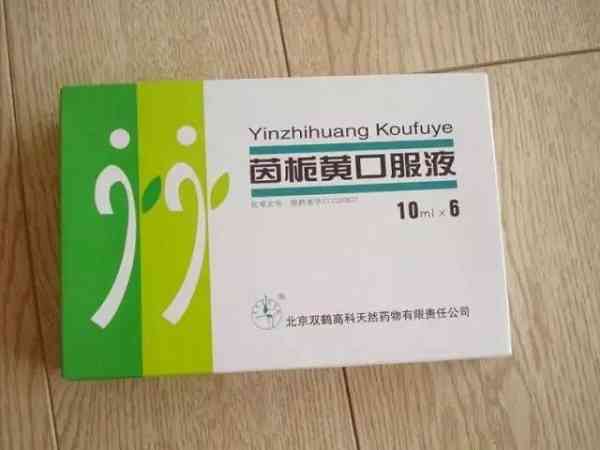 Yinzhihuang Koufuye
茵栀黄口服液
10ml×6
北京双鹤高科天然药物有限责任公司